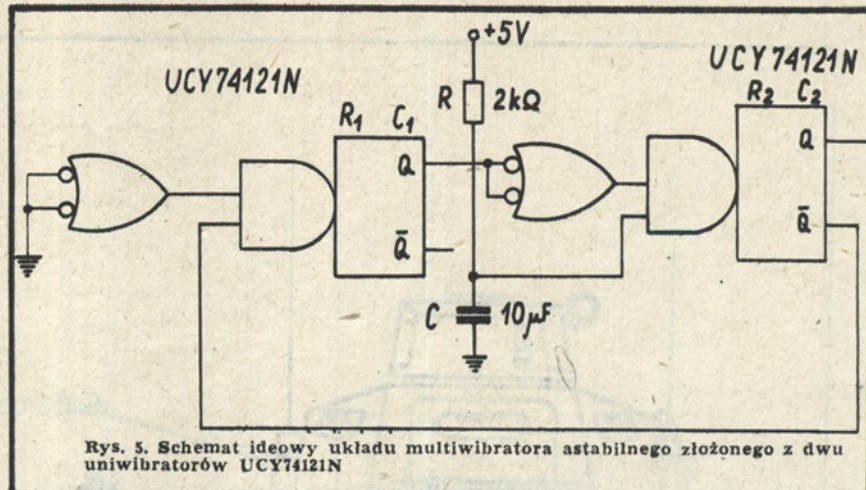 +5V
UCY74121N
UCY74121N
R 2kΩ
R₁ C₁
R₂ C₂
Q
Q
Q̄
Q̄
C 10µF
Rys. 5. Schemat ideowy układu multiwibratora astabilnego złożonego z dwu
uniwibratorów UCY74121N